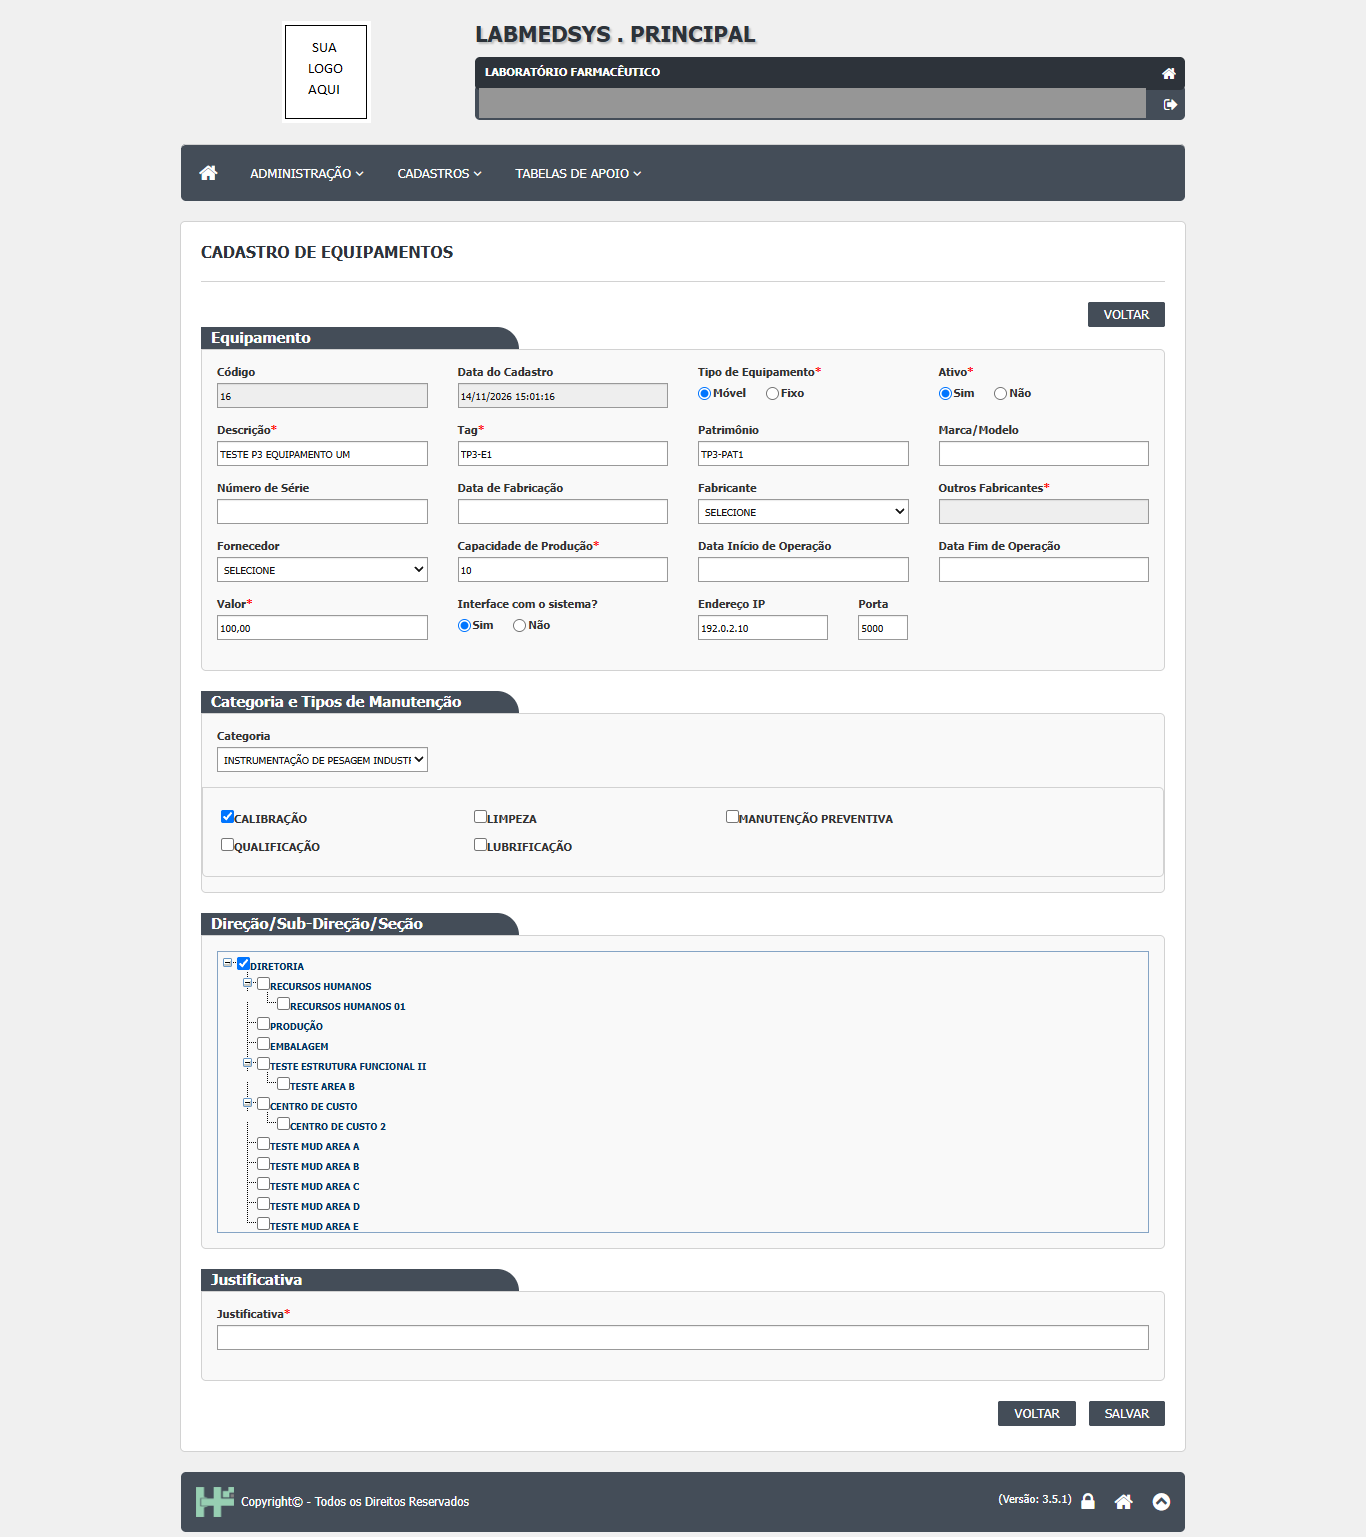 SUA
LOGO
AQUI
LABMEDSYS . PRINCIPAL
LABORATÓRIO FARMACÊUTICO
ADMINISTRAÇÃO CADASTROS TABELAS DE APOIO
CADASTRO DE EQUIPAMENTOS
VOLTAR
Equipamento
Código Data do Cadastro Tipo de Equipamento* Ativo*
16 14/11/2026 15:01:16 Móvel Fixo Sim Não
Descrição* Tag* Patrimônio Marca/Modelo
TESTE P3 EQUIPAMENTO UM TP3-E1 TP3-PAT1
Número de Série Data de Fabricação Fabricante Outros Fabricantes*
SELECIONE
Fornecedor Capacidade de Produção* Data Início de Operação Data Fim de Operação
SELECIONE 10
Valor* Interface com o sistema? Endereço IP Porta
100,00 Sim Não 192.0.2.10 5000
Categoria e Tipos de Manutenção
Categoria
INSTRUMENTAÇÃO DE PESAGEM INDUSTR
CALIBRAÇÃO LIMPEZA MANUTENÇÃO PREVENTIVA
QUALIFICAÇÃO LUBRIFICAÇÃO
Direção/Sub-Direção/Seção
DIRETORIA
RECURSOS HUMANOS
RECURSOS HUMANOS 01
PRODUÇÃO
EMBALAGEM
TESTE ESTRUTURA FUNCIONAL II
TESTE AREA B
CENTRO DE CUSTO
CENTRO DE CUSTO 2
TESTE MUD AREA A
TESTE MUD AREA B
TESTE MUD AREA C
TESTE MUD AREA D
TESTE MUD AREA E
Justificativa
Justificativa*
VOLTAR SALVAR
Copyright© - Todos os Direitos Reservados (Versão: 3.5.1)